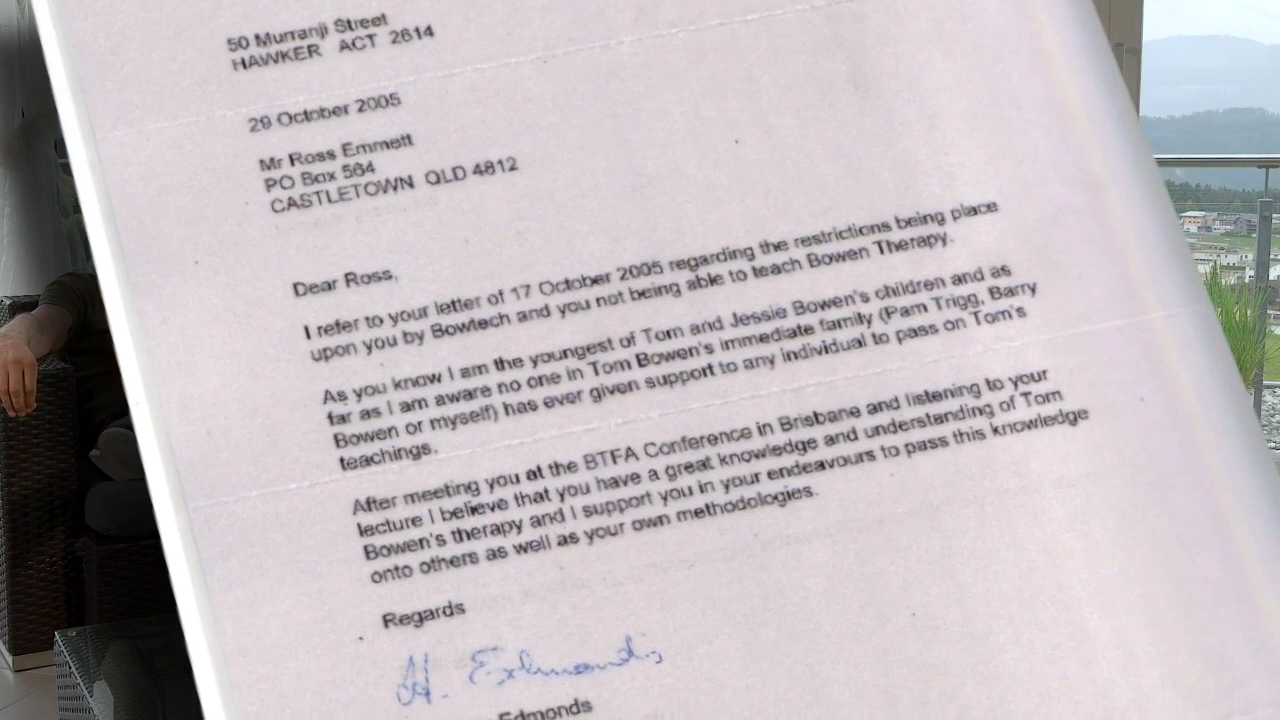 50 Murranji Street
HAWKER ACT 2614
29 October 2005
Mr Ross Emmett
PO Box 564
CASTLETOWN QLD 4812
Dear Ross,
I refer to your letter of 17 October 2005 regarding the restrictions being place
upon you by Bowtech and you not being able to teach Bowen Therapy.
As you know I am the youngest of Tom and Jessie Bowen's children and as
far as I am aware no one in Tom Bowen's immediate family (Pam Trigg, Barry
Bowen or myself) has ever given support to any individual to pass on Tom's
teachings.
After meeting you at the BTFA Conference in Brisbane and listening to your
lecture I believe that you have a great knowledge and understanding of Tom
Bowen's therapy and I support you in your endeavours to pass this knowledge
onto others as well as your own methodologies.
Regards
H. Edmonds
Edmonds